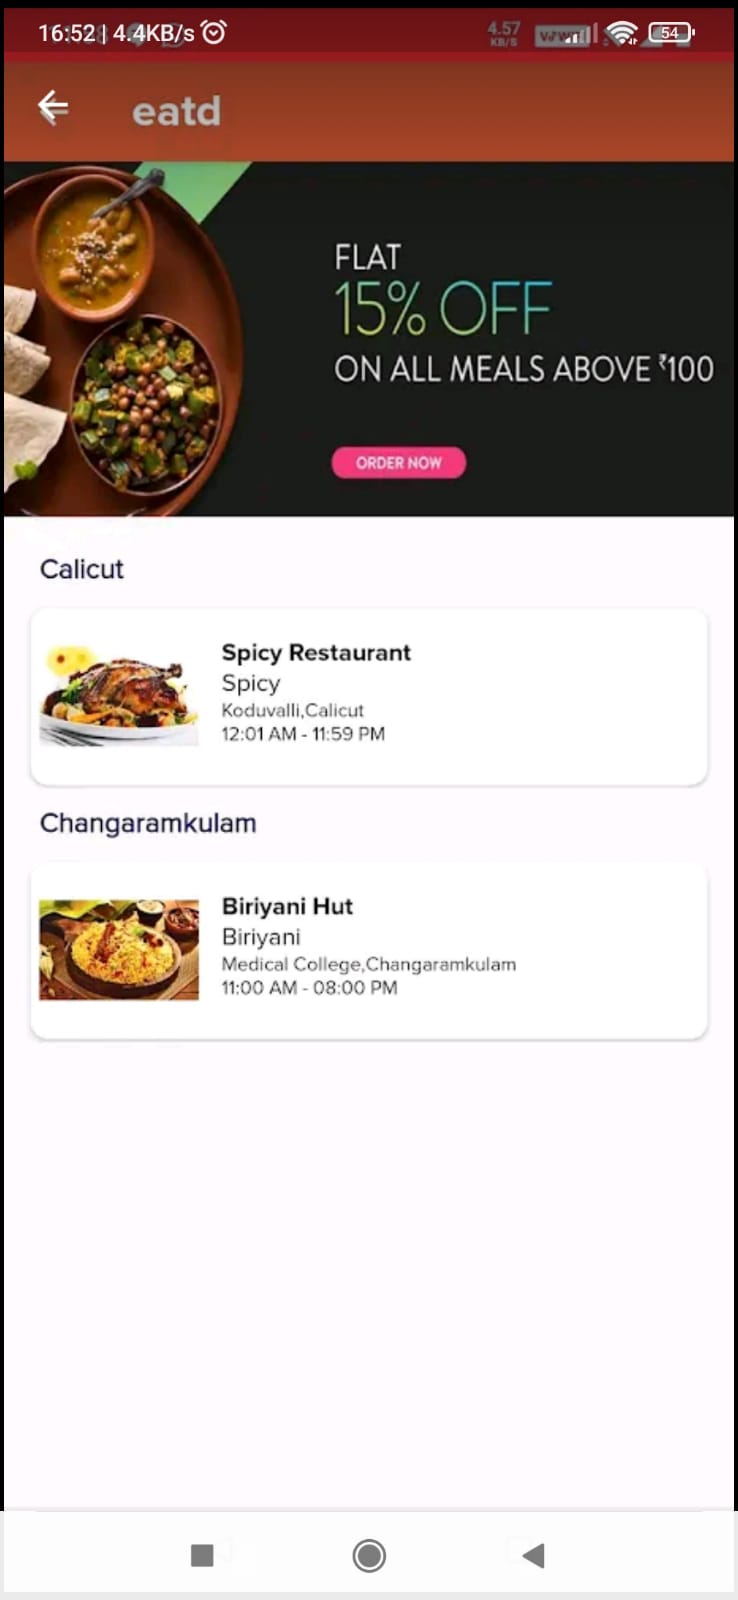 16:52 | 4.4KB/s
4.57
KB/S
54
eatd
FLAT
15% OFF
ON ALL MEALS ABOVE ₹100
ORDER NOW
Calicut
Spicy Restaurant
Spicy
Koduvalli,Calicut
12:01 AM - 11:59 PM
Changaramkulam
Biriyani Hut
Biriyani
Medical College,Changaramkulam
11:00 AM - 08:00 PM